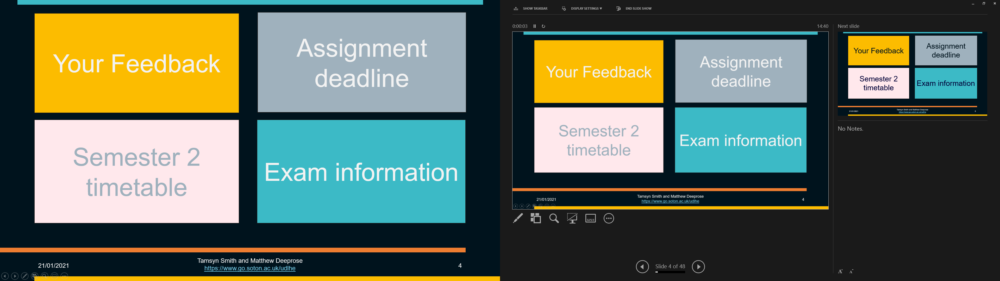 Your Feedback
Assignment
deadline
Semester 2
timetable
Exam information
21/01/2021
Tamsyn Smith and Matthew Deeprose
https://www.go.soton.ac.uk/udlhe
4
SHOW TASKBAR
DISPLAY SETTINGS ▼
END SLIDE SHOW
0:00:03
14:40
Your Feedback
Assignment
deadline
Semester 2
timetable
Exam information
21/01/2021
Tamsyn Smith and Matthew Deeprose
https://www.go.soton.ac.uk/udlhe
4
Slide 4 of 48
Next slide
Your Feedback
Assignment
deadline
Semester 2
timetable
Exam information
21/01/2021
Tamsyn Smith and Matthew Deeprose
https://www.go.soton.ac.uk/udlhe
5
No Notes.
A A